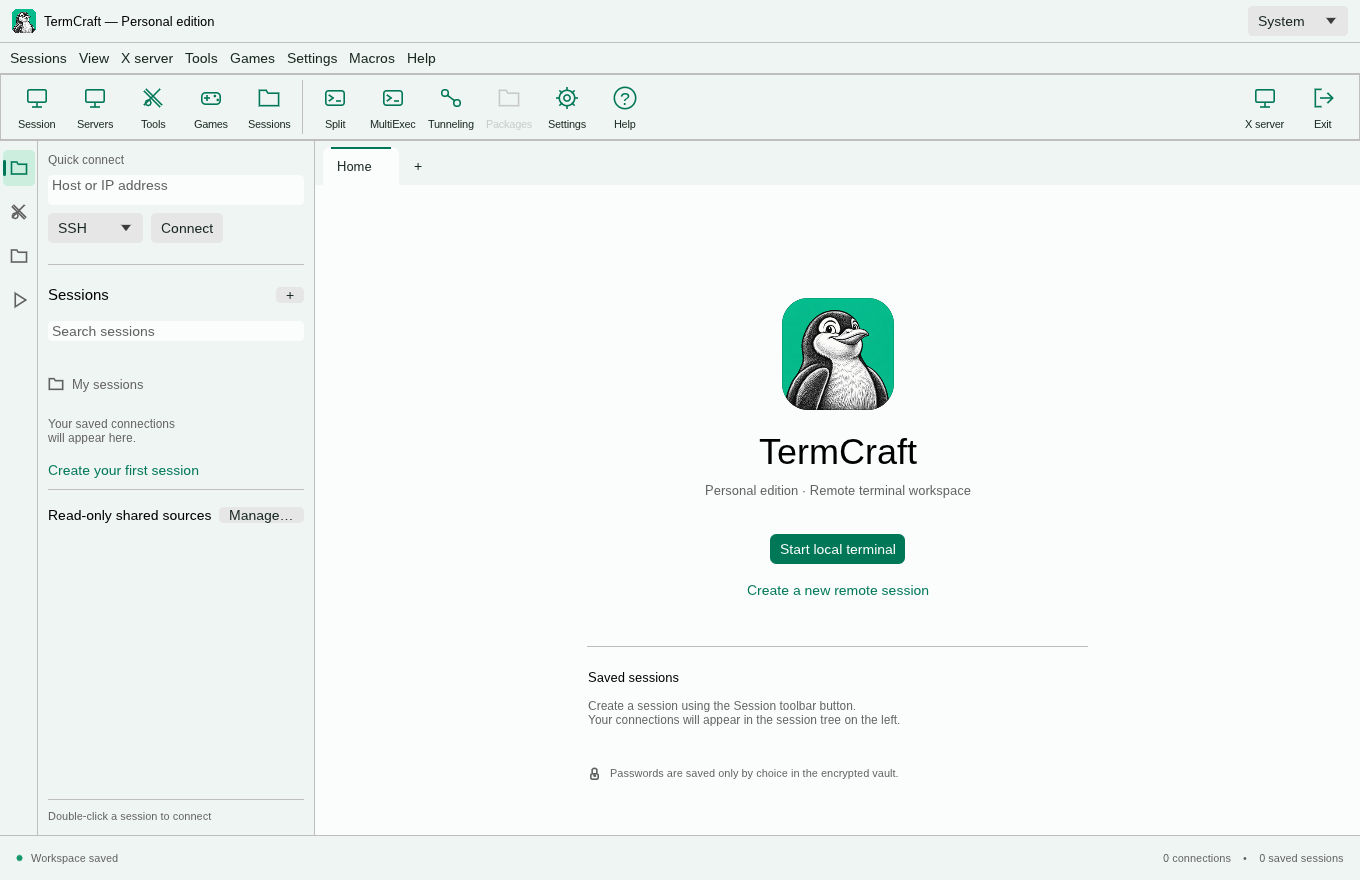 TermCraft — Personal edition
System
Sessions View X server Tools Games Settings Macros Help
Session Servers Tools Games Sessions Split MultiExec Tunneling Packages Settings Help X server Exit
Quick connect
Host or IP address
SSH Connect
Sessions +
Search sessions
My sessions
Your saved connections
will appear here.
Create your first session
Read-only shared sources Manage…
Double-click a session to connect
Home +
TermCraft
Personal edition · Remote terminal workspace
Start local terminal
Create a new remote session
Saved sessions
Create a session using the Session toolbar button.
Your connections will appear in the session tree on the left.
Passwords are saved only by choice in the encrypted vault.
Workspace saved
0 connections • 0 saved sessions